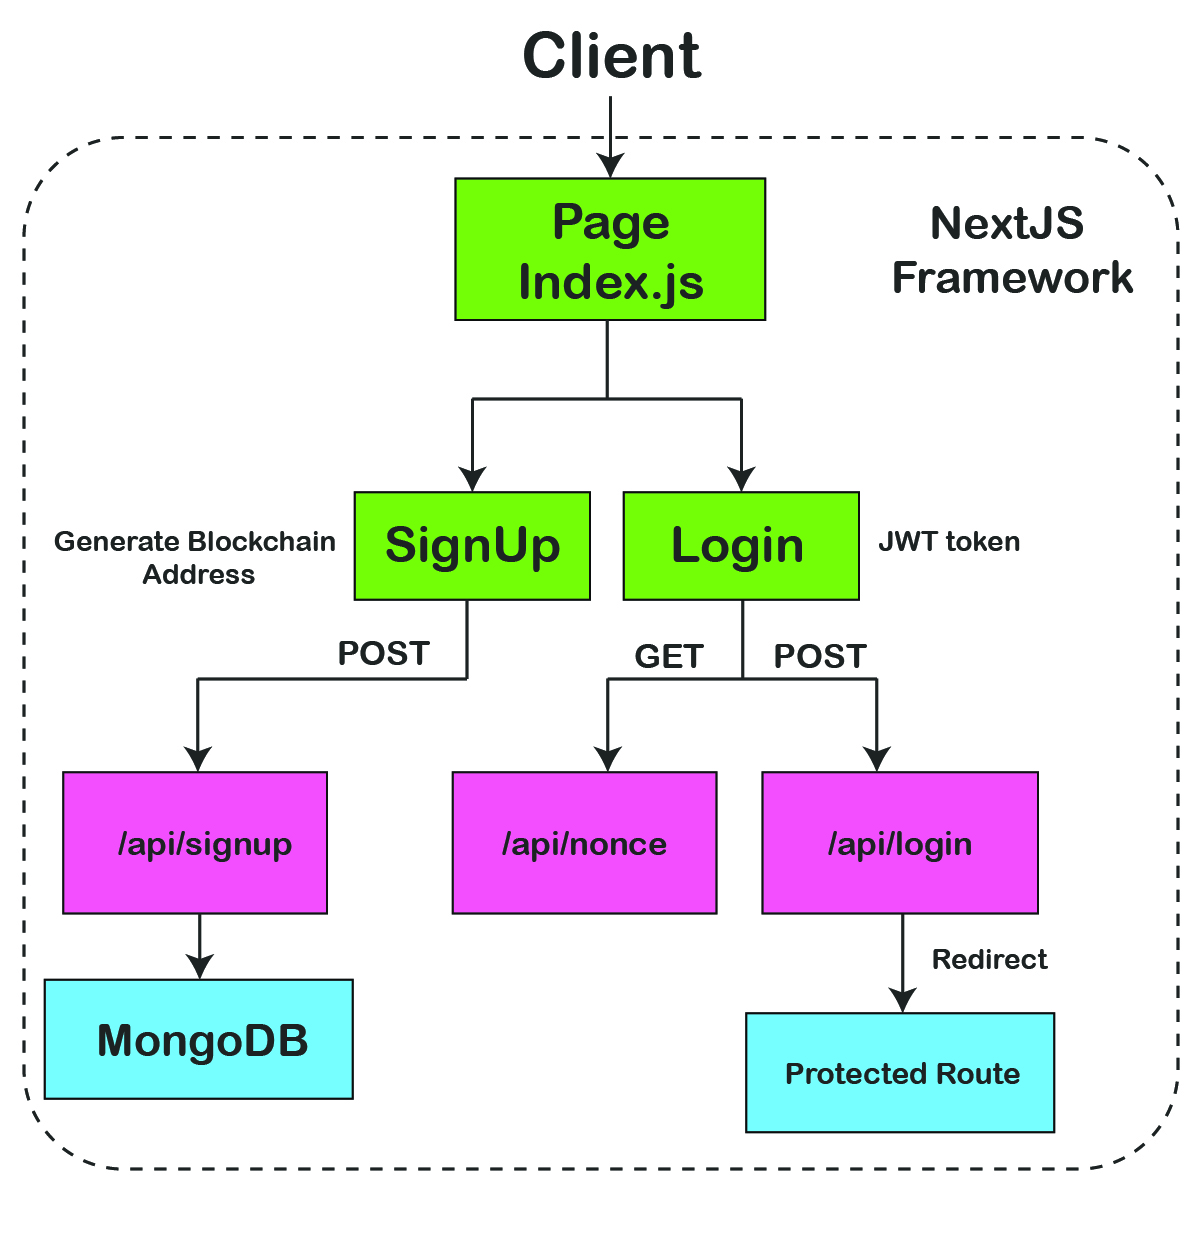 Client
Page
Index.js
NextJS
Framework
Generate Blockchain
Address
SignUp
Login
JWT token
POST
GET
POST
/api/signup
/api/nonce
/api/login
Redirect
MongoDB
Protected Route